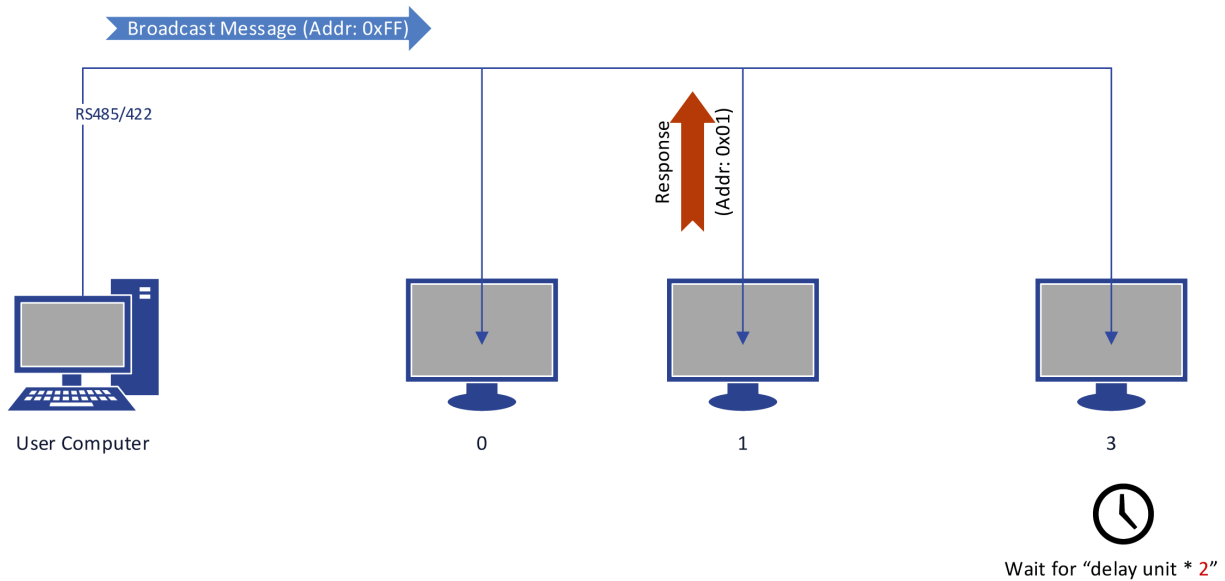 Broadcast Message (Addr: 0xFF)
RS485/422
Response
(Addr: 0x01)
User Computer
0
1
3
Wait for “delay unit * 2”